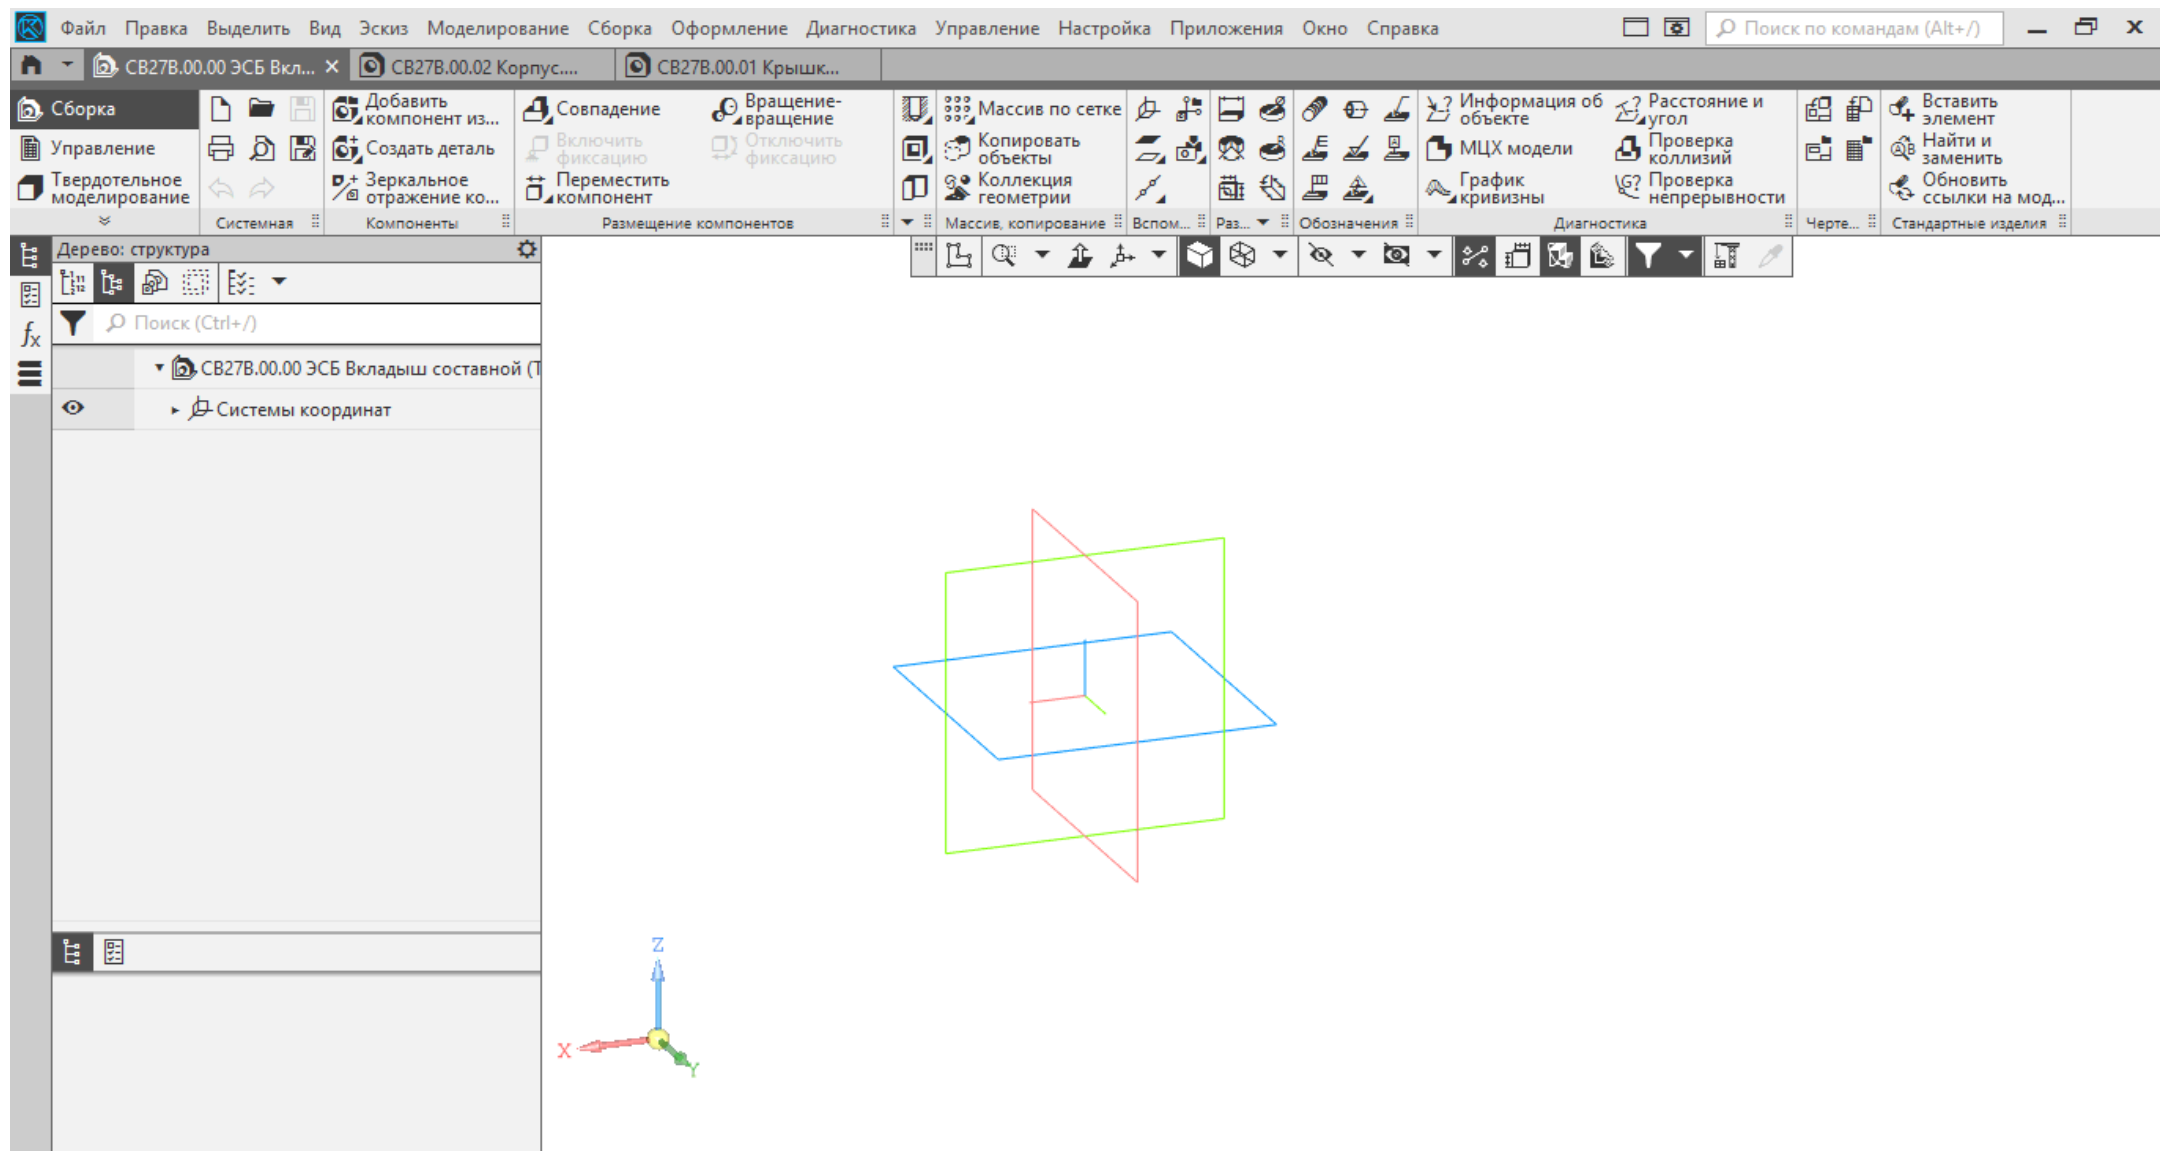 Файл Правка Выделить Вид Эскиз Моделирование Сборка Оформление Диагностика Управление Настройка Приложения Окно Справка Поиск по командам (Alt+/)
СВ27В.00.00 ЭСБ Вкл... СВ27В.00.02 Корпус.... СВ27В.00.01 Крышк...
Сборка
Управление
Твердотельное
моделирование
Системная
Добавить
компонент из...
Создать деталь
Зеркальное
отражение ко...
Компоненты
Совпадение
Включить
фиксацию
Переместить
компонент
Вращение-
вращение
Отключить
фиксацию
Размещение компонентов
Массив по сетке
Копировать
объекты
Коллекция
геометрии
Массив, копирование
Вспом...
Раз...
Обозначения
Информация об
объекте
МЦХ модели
График
кривизны
Расстояние и
угол
Проверка
коллизий
Проверка
непрерывности
Диагностика
Черте...
Вставить
элемент
Найти и
заменить
Обновить
ссылки на мод...
Стандартные изделия
Дерево: структура
Поиск (Ctrl+/)
СВ27В.00.00 ЭСБ Вкладыш составной (Т
Системы координат
Z
X
Y